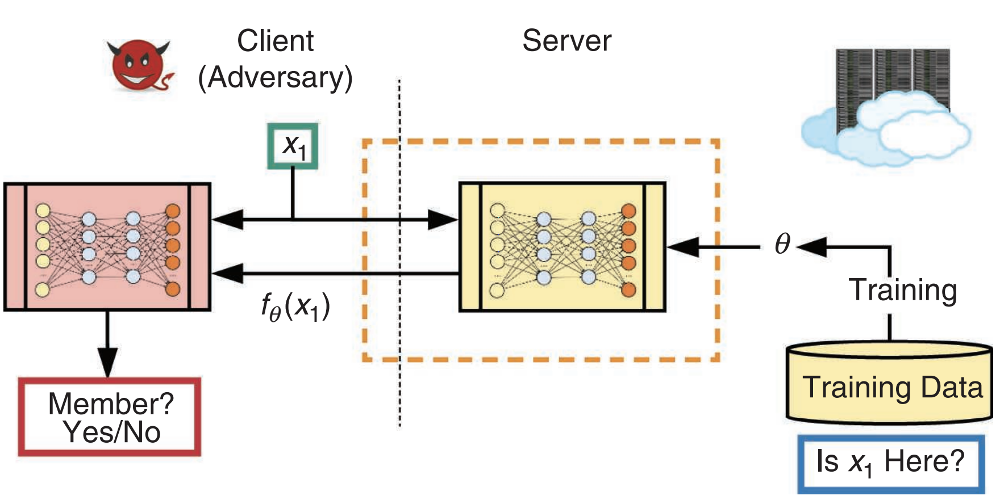 Client
(Adversary)
Server
x₁
θ
fθ(x₁)
Training
Training Data
Member?
Yes/No
Is x₁ Here?